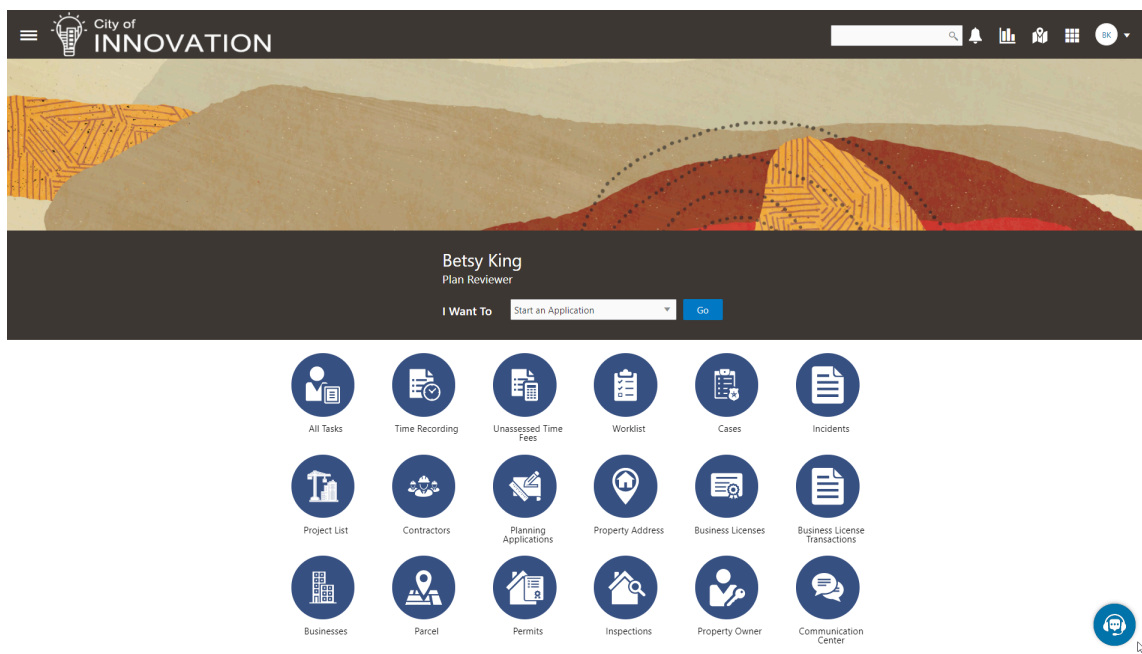 City of
INNOVATION
BK
Betsy King
Plan Reviewer
I Want To Start an Application Go
All Tasks Time Recording Unassessed Time Fees Worklist Cases Incidents
Project List Contractors Planning Applications Property Address Business Licenses Business License Transactions
Businesses Parcel Permits Inspections Property Owner Communication Center